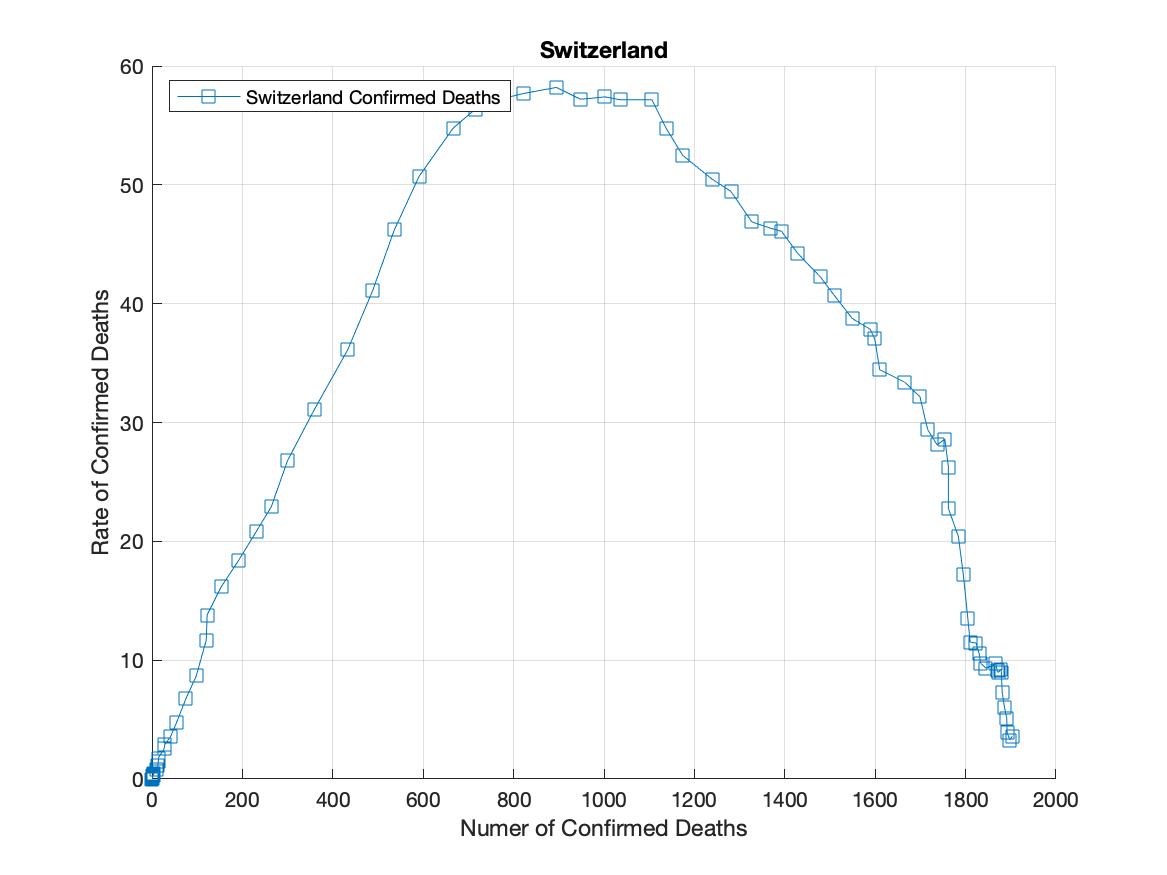 Switzerland
Switzerland Confirmed Deaths
Rate of Confirmed Deaths
60
50
40
30
20
10
0
0 200 400 600 800 1000 1200 1400 1600 1800 2000
Numer of Confirmed Deaths